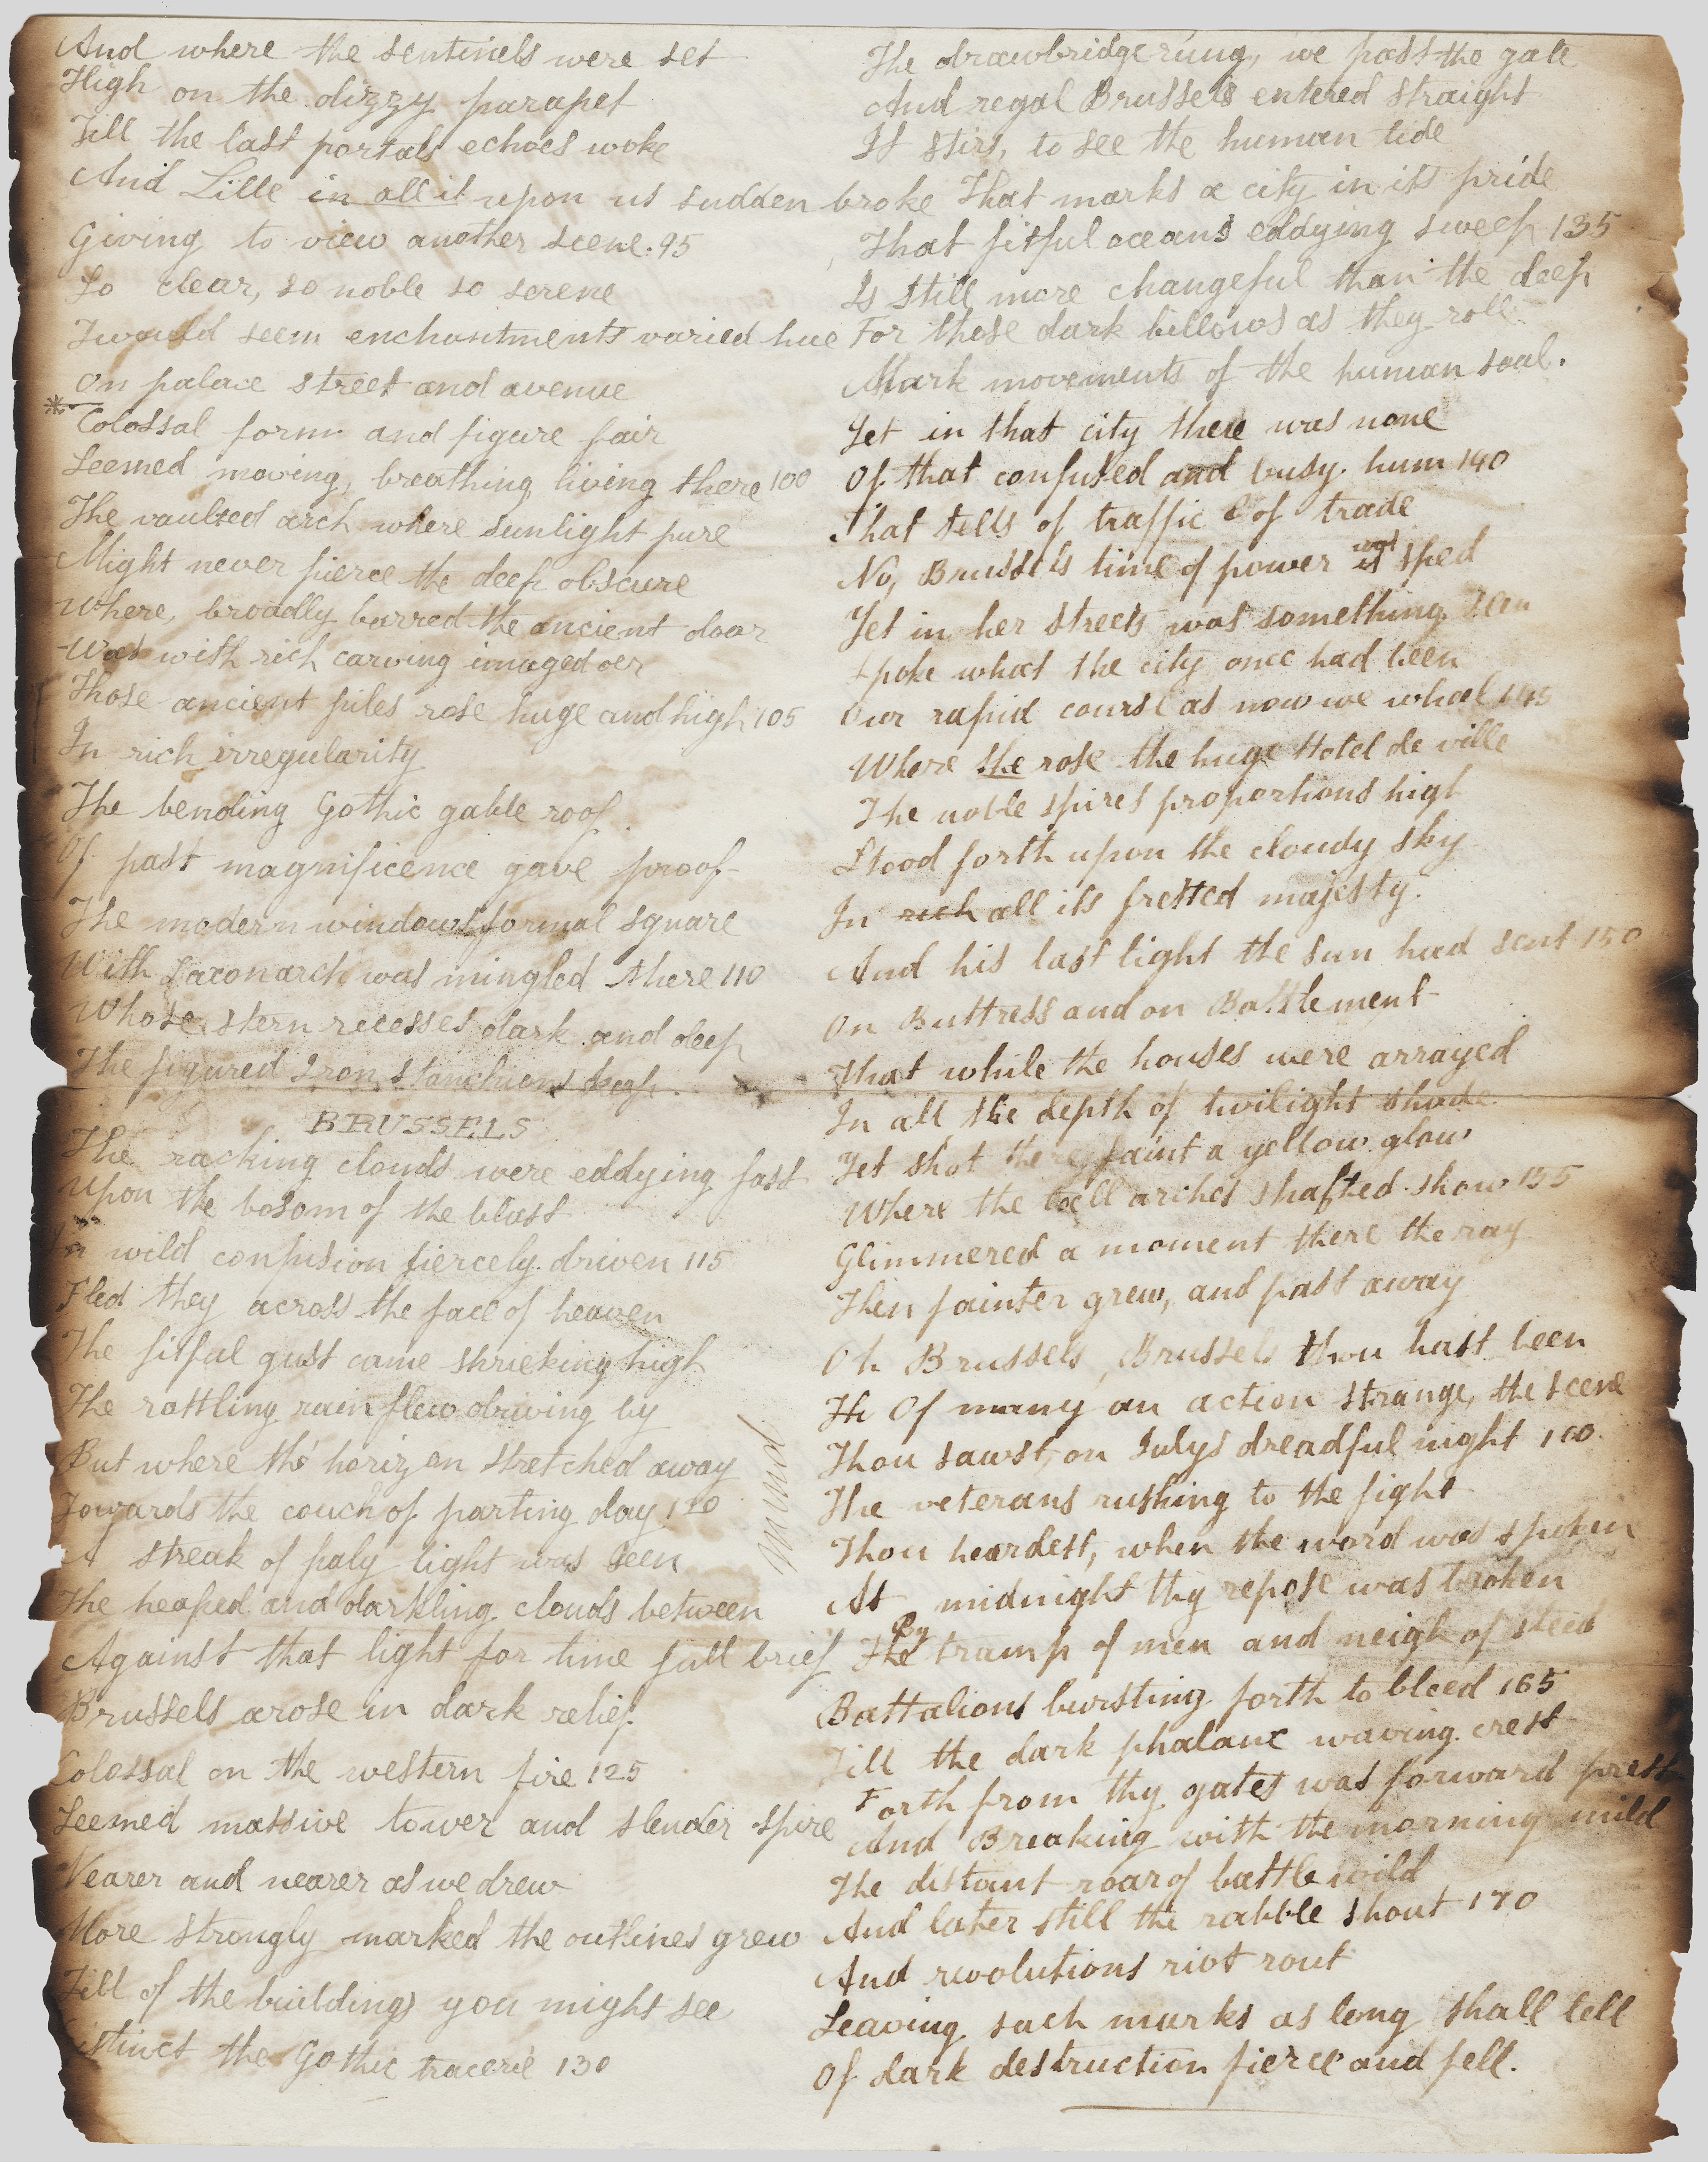 And where the sentinels were set
High on the dizzy parapet
Till the last portals echoes woke
And Lille in all it upon us sudden broke
Giving to view another scene. 95
So clear, so noble so serene
Twould seem enchantments varied hue
On palace street and avenue
* Colossal form and figure fair
Seemed moving, breathing living there 100
The vaulted arch where sunlight pure
Might never pierce the deep obscure
Where, broadly barred the ancient door
Was with rich carving imaged oer
Those ancient piles rose huge and high 105
In rich irregularity
The bending Gothic gable roof
Of past magnificence gave proof-
The modern windows formal square
With Saxon arch was mingled there 110
Whose stern recesses dark and deep
The figured Iron Stanchions keep.
BRUSSELS
The racking clouds were eddying fast
Upon the bosom of the blast
In wild confusion fiercely driven 115
Fled they across the face of heaven
The fitful gust came shrieking high
The rattling rain flew driving by
But where the horizon stretched away
Towards the couch of parting day 120
A streak of paly light was seen
The heaped and darkling clouds between
Against that light for time full brief
Brussels arose in dark relief
Colossal on the western fire 125
Seemed massive tower and slender spire
Nearer and nearer as we drew
More strongly marked the outlines grew
Till of the buildings you might see
Distinct the Gothic tracerie 130
mund
The drawbridge rung, we pass the gate
And regal Brussels entered straight
It stirs, to see the human tide
That marks a city in its pride
That fitful oceans eddying sweep 135
Is still more changeful than the deep
For those dark billows as they roll
Mark movements of the human soul.
Yet in that city there was none
Of that confused and busy hum 140
That tells of traffic & of trade
No, Brussels time of power is was sped
Yet in her streets was something seen
Spoke what the city once had been
Our rapid course as now we wheel 145
Where the rose the huge Hotel de ville
The noble spires proportions high
Stood forth upon the cloudy sky
In rich all its fretted majesty.
And his last light the sun had sent 150
On Buttress and on Battlement
That while the houses were arrayed
In all the depth of twilight shade
Yet shot there faint a yellow glow
Where the tall arches shafted show 155
Glimmered a moment there the ray
Then fainter grew, and past away
Oh Brussels, Brussels thou hast been
Th Of many an action strange, the scene
Thou sawst, on Julys dreadful night 160
The veterans rushing to the fight
Thou heardest, when the word was spoken
At midnight thy repose was broken
The By tramp of men and neigh of steed
Battalions bursting forth to bleed 165
Till the dark phalanx waving crest
Forth from thy gates was forward prest
And Breaking with the morning mild
The distant roar of battle wild
And later still the rabble shout 170
And revolutions riot rout
Leaving such marks as long shall tell
Of dark destruction fierce and fell.